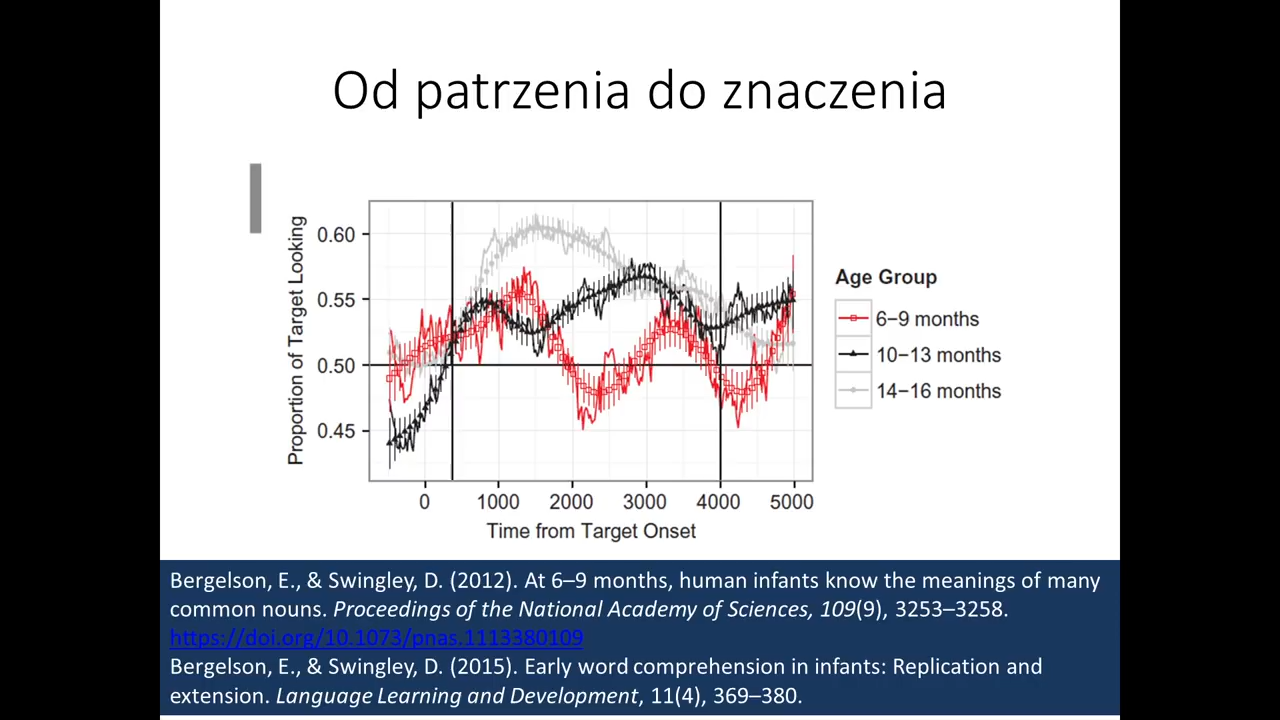 Od patrzenia do znaczenia
Proportion of Target Looking
0.60
0.55
0.50
0.45
0 1000 2000 3000 4000 5000
Time from Target Onset
Age Group
6–9 months
10–13 months
14–16 months
Bergelson, E., & Swingley, D. (2012). At 6–9 months, human infants know the meanings of many
common nouns. Proceedings of the National Academy of Sciences, 109(9), 3253–3258.
https://doi.org/10.1073/pnas.1113380109
Bergelson, E., & Swingley, D. (2015). Early word comprehension in infants: Replication and
extension. Language Learning and Development, 11(4), 369–380.